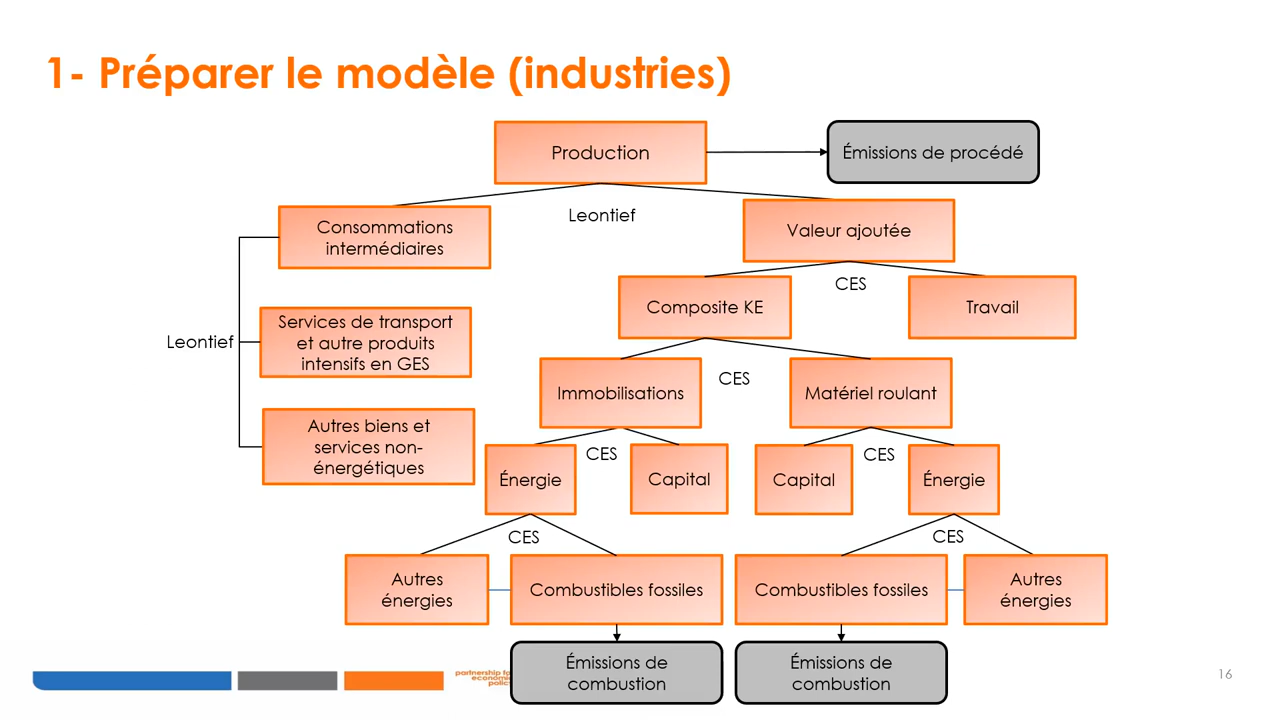 1- Préparer le modèle (industries)
Production
Émissions de procédé
Leontief
Consommations
intermédiaires
Valeur ajoutée
CES
Composite KE
Travail
Leontief
Services de transport
et autre produits
intensifs en GES
CES
Immobilisations
Matériel roulant
Autres biens et
services non-
énergétiques
CES
CES
Énergie
Capital
Capital
Énergie
CES
CES
Autres
énergies
Combustibles fossiles
Combustibles fossiles
Autres
énergies
Émissions de
combustion
Émissions de
combustion
partnership
economi
polic
16